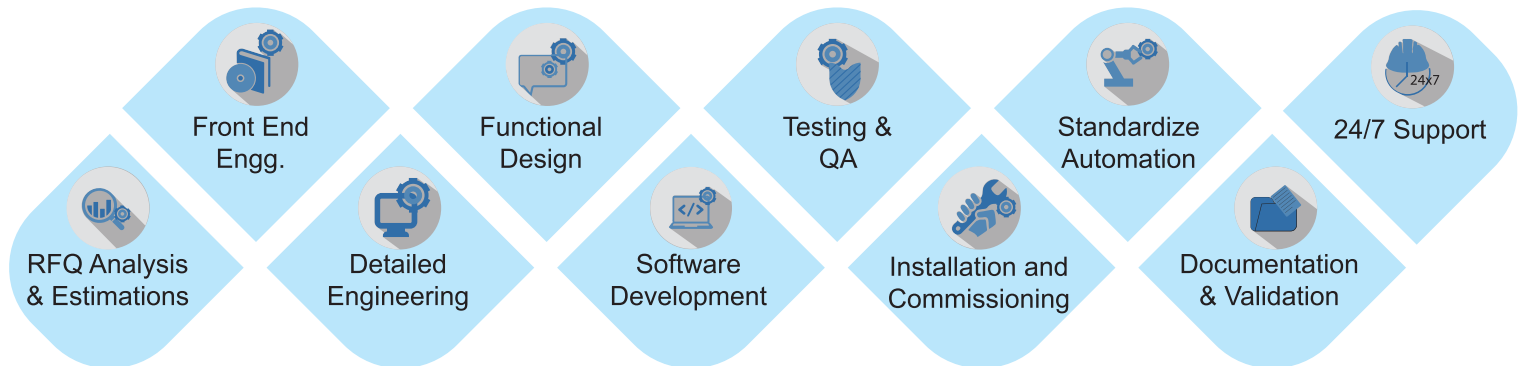 RFQ Analysis
& Estimations
Front End
Engg.
Detailed
Engineering
Functional
Design
Software
Development
Testing &
QA
Installation and
Commissioning
Standardize
Automation
Documentation
& Validation
24x7
24/7 Support